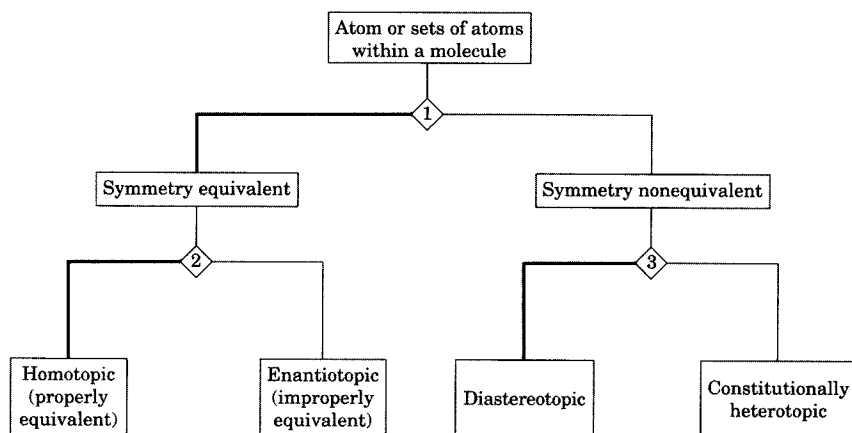 Atom or sets of atoms
within a molecule
1
Symmetry equivalent
Symmetry nonequivalent
2
3
Homotopic
(properly
equivalent)
Enantiotopic
(improperly
equivalent)
Diastereotopic
Constitutionally
heterotopic